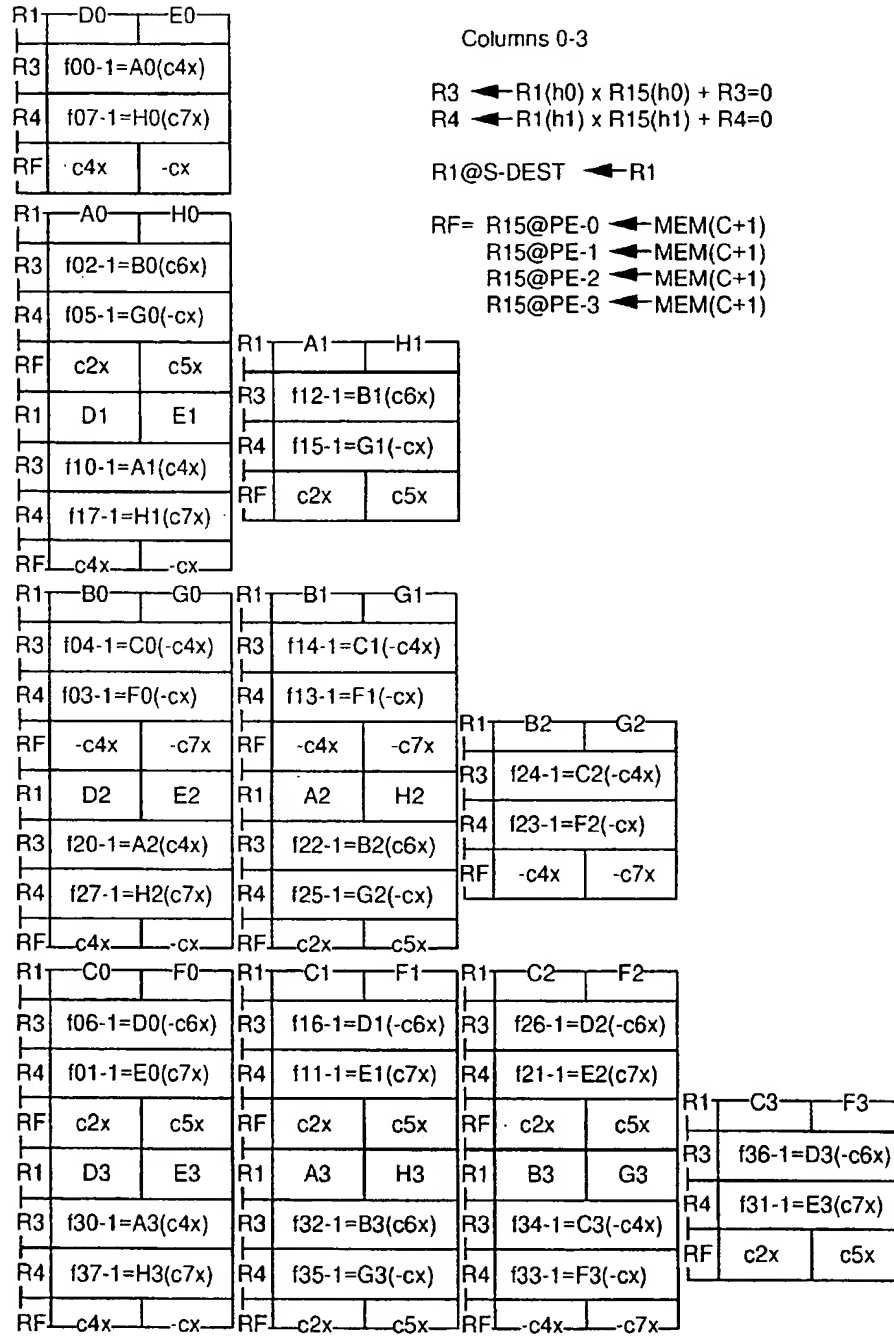 R1 D0 E0
R3 f00-1=A0(c4x)
R4 f07-1=H0(c7x)
RF c4x -cx
Columns 0-3
R3 ← R1(h0) x R15(h0) + R3=0
R4 ← R1(h1) x R15(h1) + R4=0
R1@S-DEST ← R1
RF= R15@PE-0 ← MEM(C+1)
R15@PE-1 ← MEM(C+1)
R15@PE-2 ← MEM(C+1)
R15@PE-3 ← MEM(C+1)
R1 A0 H0
R3 f02-1=B0(c6x)
R4 f05-1=G0(-cx)
RF c2x c5x
R1 D1 E1
R3 f10-1=A1(c4x)
R4 f17-1=H1(c7x)
RF c4x -cx
R1 A1 H1
R3 f12-1=B1(c6x)
R4 f15-1=G1(-cx)
RF c2x c5x
R1 B0 G0
R3 f04-1=C0(-c4x)
R4 f03-1=F0(-cx)
RF -c4x -c7x
R1 D2 E2
R3 f20-1=A2(c4x)
R4 f27-1=H2(c7x)
RF c4x -cx
R1 B1 G1
R3 f14-1=C1(-c4x)
R4 f13-1=F1(-cx)
RF -c4x -c7x
R1 A2 H2
R3 f22-1=B2(c6x)
R4 f25-1=G2(-cx)
RF c2x c5x
R1 B2 G2
R3 f24-1=C2(-c4x)
R4 f23-1=F2(-cx)
RF -c4x -c7x
R1 C0 F0
R3 f06-1=D0(-c6x)
R4 f01-1=E0(c7x)
RF c2x c5x
R1 D3 E3
R3 f30-1=A3(c4x)
R4 f37-1=H3(c7x)
RF c4x -cx
R1 C1 F1
R3 f16-1=D1(-c6x)
R4 f11-1=E1(c7x)
RF c2x c5x
R1 A3 H3
R3 f32-1=B3(c6x)
R4 f35-1=G3(-cx)
RF c2x c5x
R1 C2 F2
R3 f26-1=D2(-c6x)
R4 f21-1=E2(c7x)
RF c2x c5x
R1 B3 G3
R3 f34-1=C3(-c4x)
R4 f33-1=F3(-cx)
RF -c4x -c7x
R1 C3 F3
R3 f36-1=D3(-c6x)
R4 f31-1=E3(c7x)
RF c2x c5x